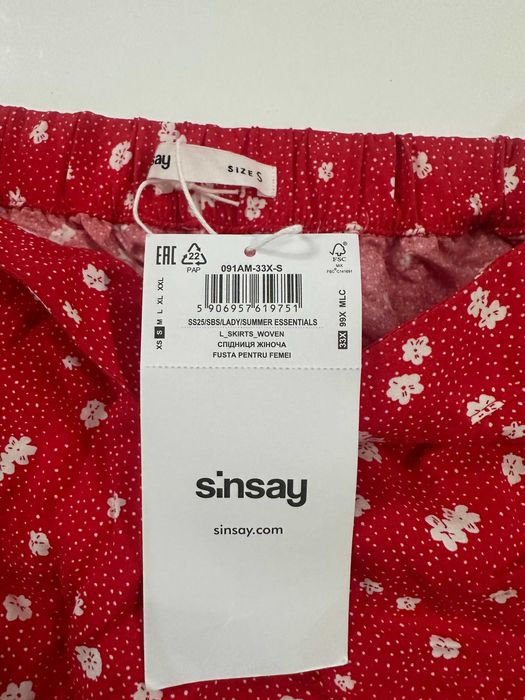 say
SIZE S
EAC
22
PAP
091AM-33X-S
FSC
MIX
5 906957 619751
XS S M L XL XXL
SS25/SBS/LADY/SUMMER ESSENTIALS
L_SKIRTS_WOVEN
СПІДНИЦЯ ЖІНОЧА
FUSTA PENTRU FEMEI
33X 99X MLC
sinsay
sinsay.com